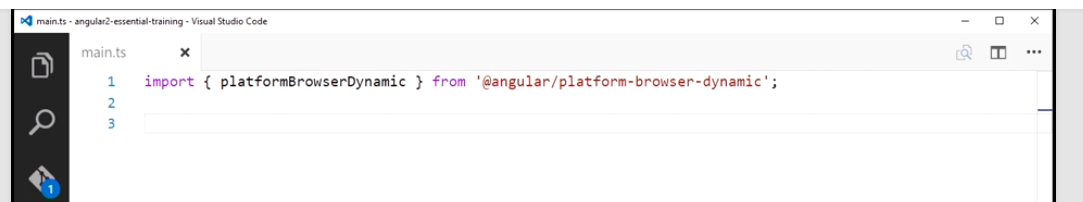 main.ts - angular2-essential-training - Visual Studio Code
main.ts
1 import { platformBrowserDynamic } from '@angular/platform-browser-dynamic';
2
3
1